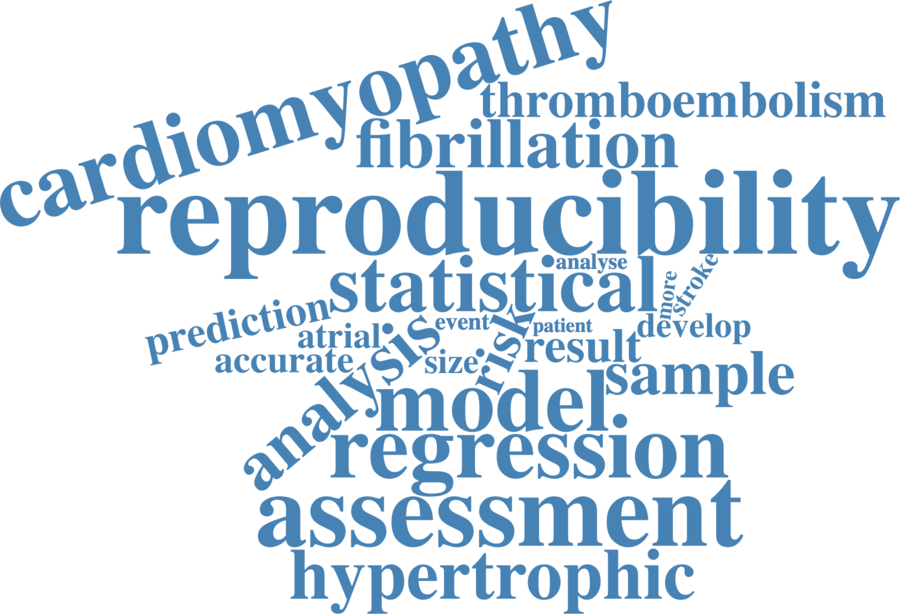 cardiomyopathy
thromboembolism
fibrillation
reproducibility
analyse
statistical
more
stroke
prediction
atrial
event
patient
develop
accurate
analysis
size
risk
result
sample
model
regression
assessment
hypertrophic